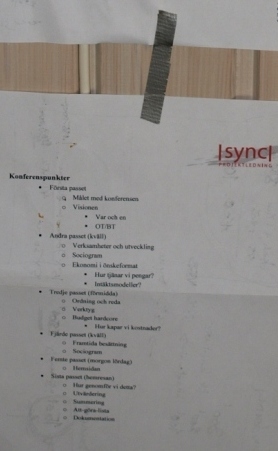 |sync|
PROJEKTLEDNING
Konferenspunkter
• Första passet
o Målet med konferensen
o Visionen
▪ Var och en
▪ OT/BT
• Andra passet (kväll)
o Verksamheter och utveckling
o Sociogram
o Ekonomi i önskeformat
▪ Hur tjänar vi pengar?
▪ Intäktsmodeller?
• Tredje passet (förmiddag)
o Ordning och reda
o Verktyg
o Budget hardcore
▪ Hur kapar vi kostnader?
• Fjärde passet (kväll)
o Framtida besättning
o Sociogram
• Femte passet (morgon lördag)
o Hemsidan
• Sista passet (hemresan)
o Hur genomför vi detta?
o Utvärdering
o Summering
o Att-göra-lista
o Dokumentation